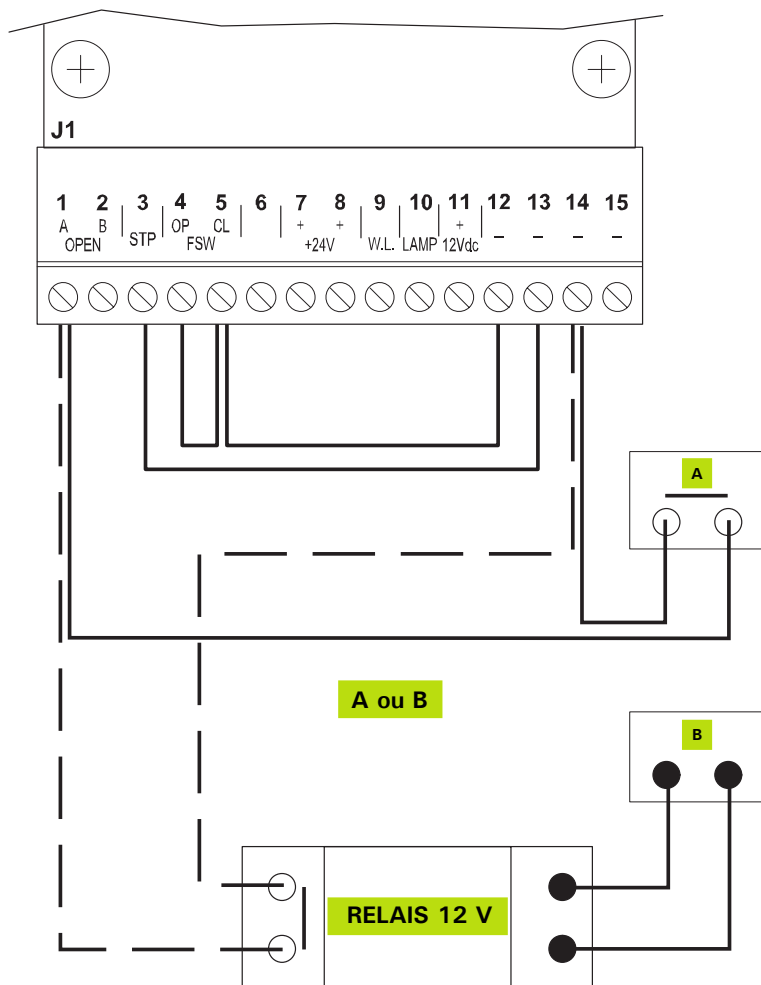 J1
1 2 3 4 5 6 7 8 9 10 11 12 13 14 15
A B OP CL + + + – – – –
OPEN STP FSW +24V W.L. LAMP 12Vdc
A
A ou B
B
RELAIS 12 V